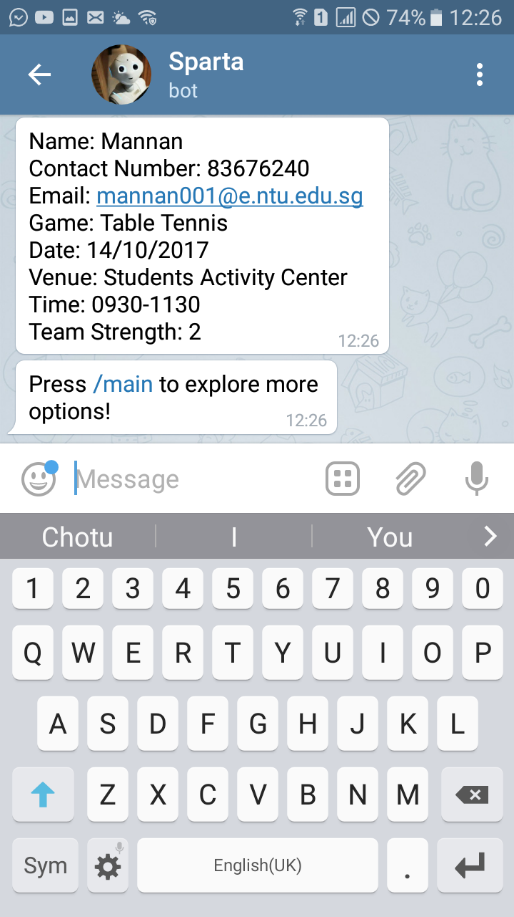 74% 12:26
Sparta
bot
Name: Mannan
Contact Number: 83676240
Email: mannan001@e.ntu.edu.sg
Game: Table Tennis
Date: 14/10/2017
Venue: Students Activity Center
Time: 0930-1130
Team Strength: 2
12:26
Press /main to explore more
options!
12:26
Message
Chotu I You
1 2 3 4 5 6 7 8 9 0
Q W E R T Y U I O P
A S D F G H J K L
Z X C V B N M
Sym English(UK) .